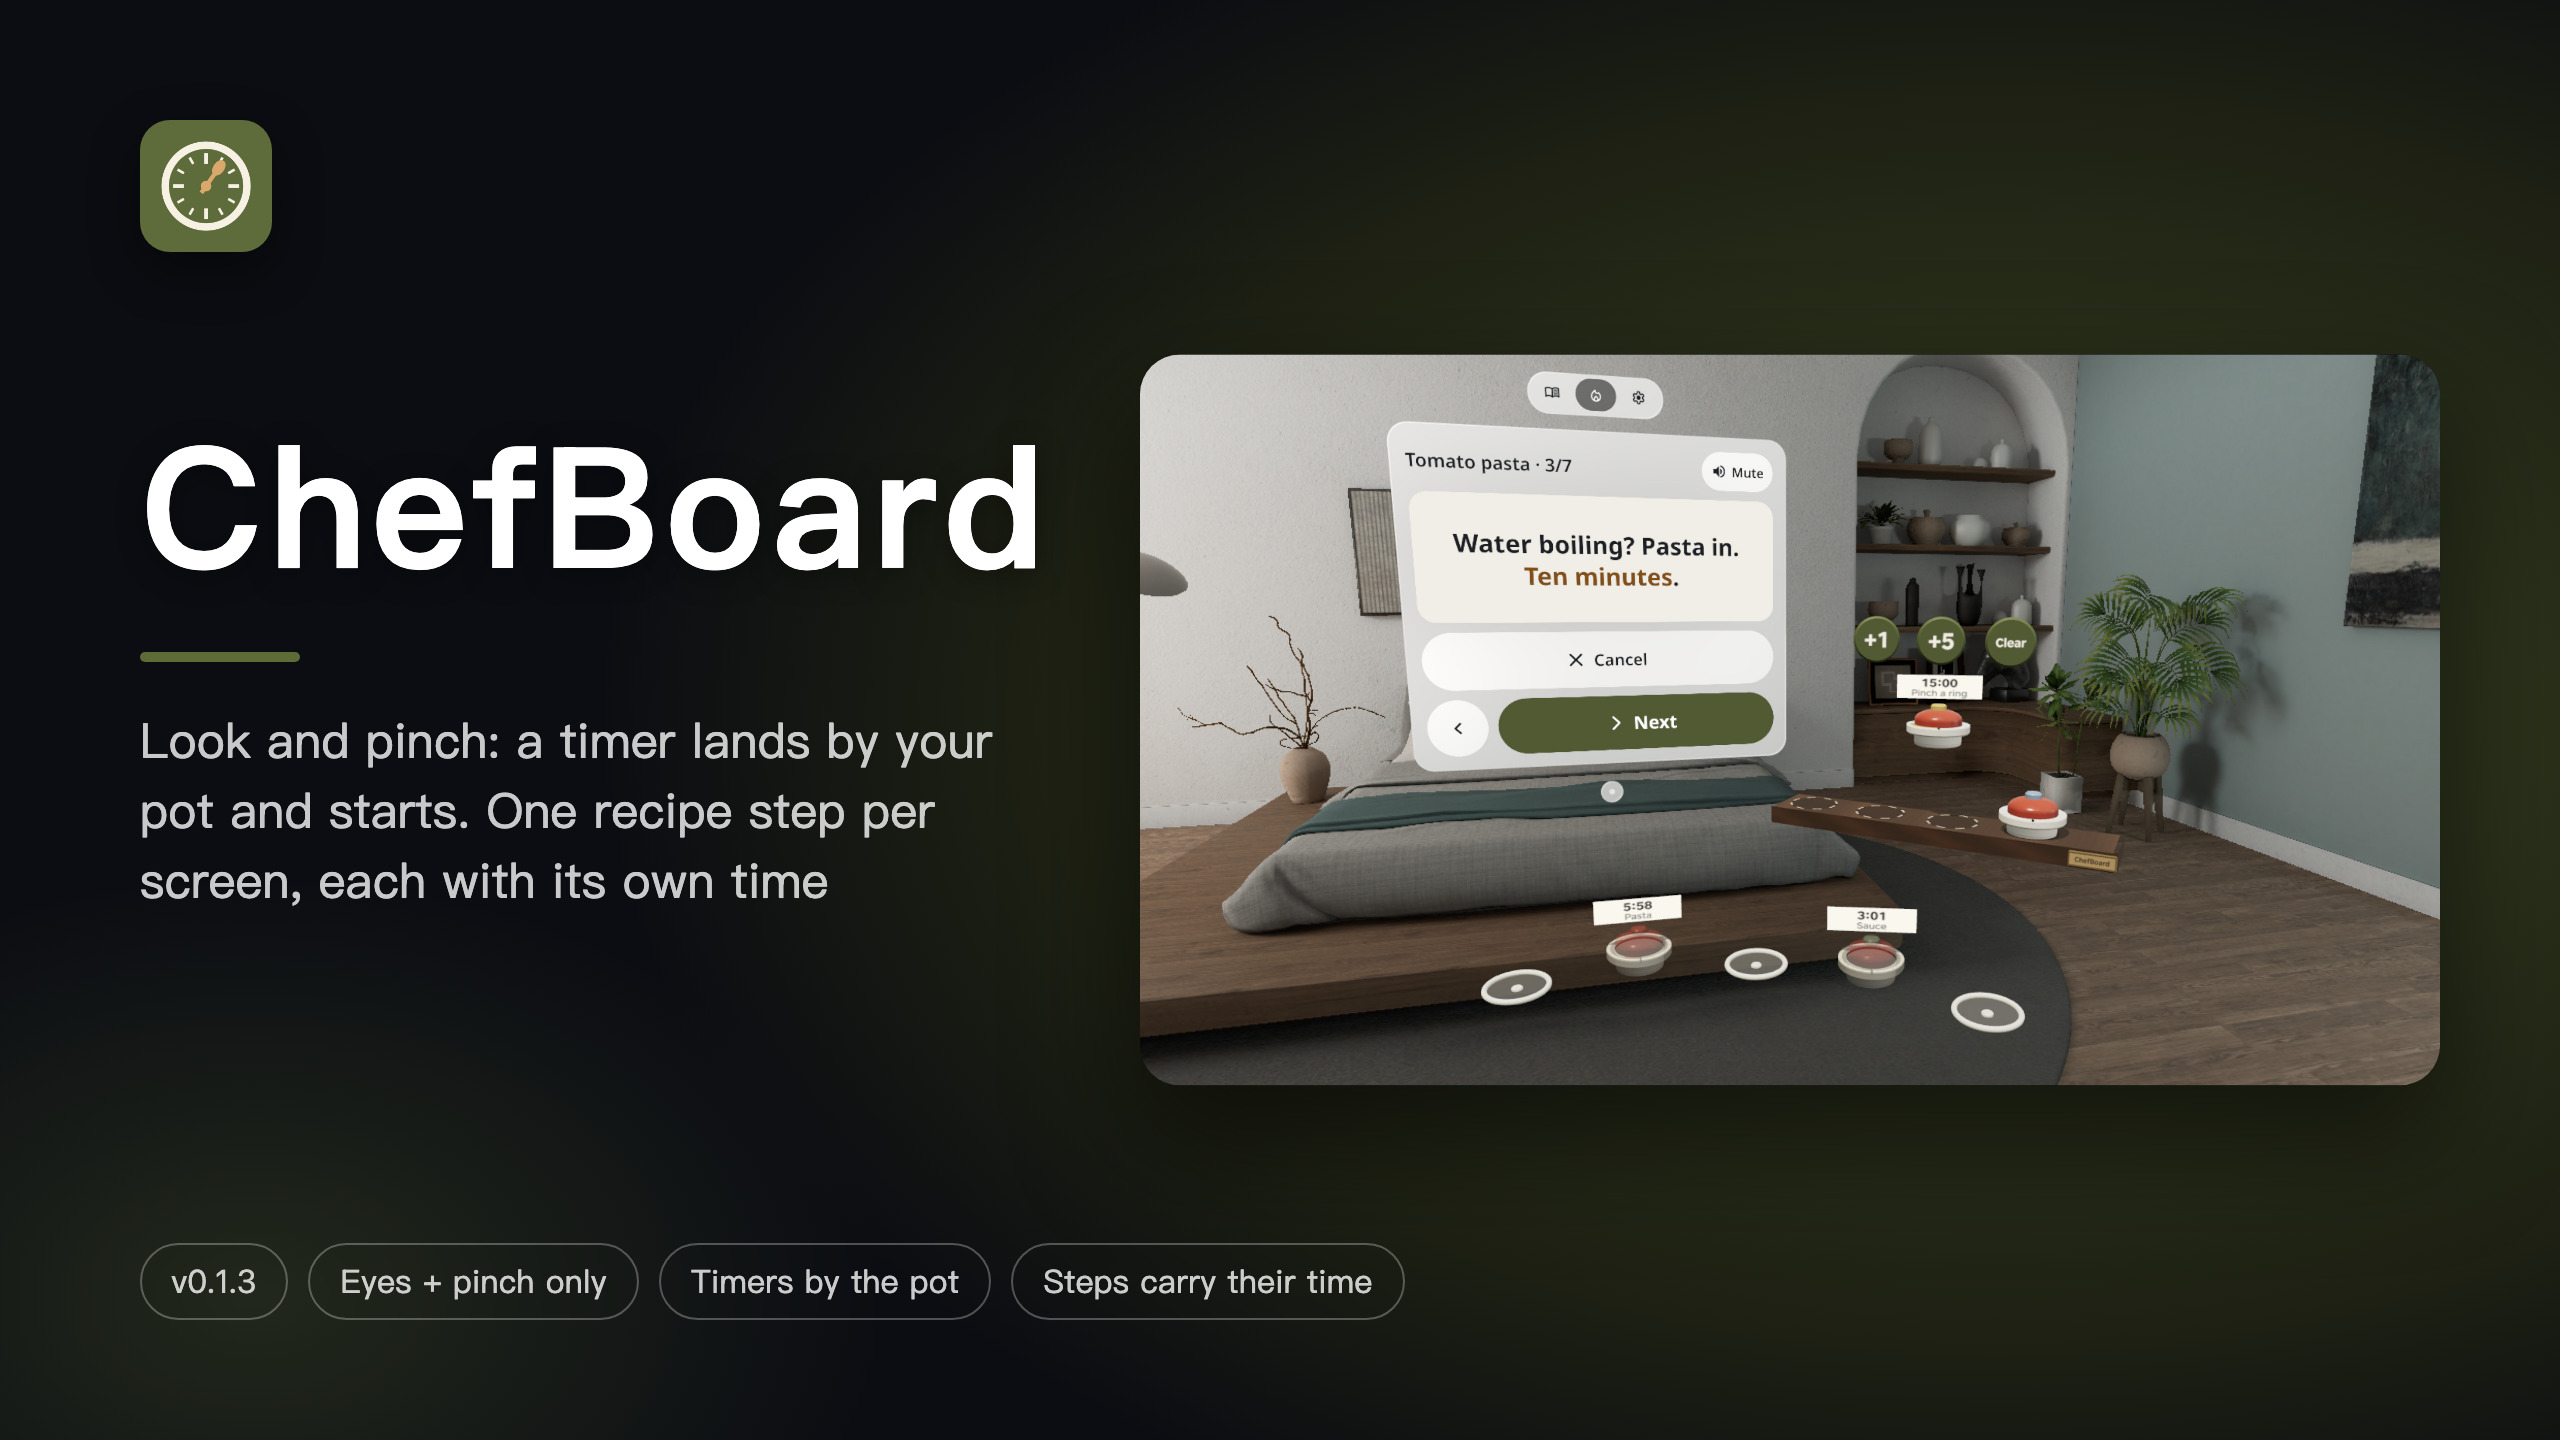 ChefBoard
Look and pinch: a timer lands by your
pot and starts. One recipe step per
screen, each with its own time
Tomato pasta · 3/7
Mute
Water boiling? Pasta in.
Ten minutes.
Cancel
Next
+1
+5
Clear
15:00
Pinch a ring
ChefBoard
5:58
Pasta
3:01
Sauce
v0.1.3
Eyes + pinch only
Timers by the pot
Steps carry their time